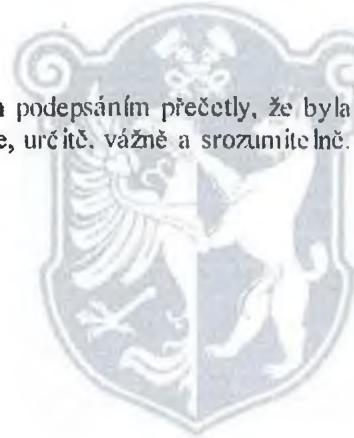 podepsáním přečetly, že byla
e, určitě, vážně a srozumitelně.